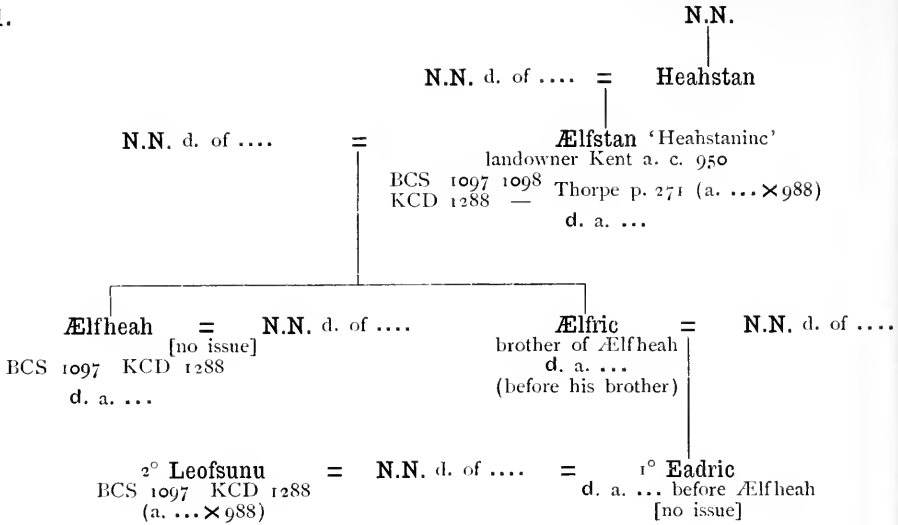 N.N.
N.N. d. of .... = Heahstan
N.N. d. of .... = Ælfstan ‘Heahstaninc’
landowner Kent a. c. 950
BCS 1097 1098
KCD 1288 — Thorpe p. 271 (a. ... × 988)
d. a. ...
Ælfheah = N.N. d. of ....
[no issue]
BCS 1097 KCD 1288
d. a. ...
Ælfric = N.N. d. of ....
brother of Ælfheah
d. a. ...
(before his brother)
2° Leofsunu = N.N. d. of .... = 1° Eadric
BCS 1097 KCD 1288
(a. ... × 988)
d. a. ... before Ælfheah
[no issue]